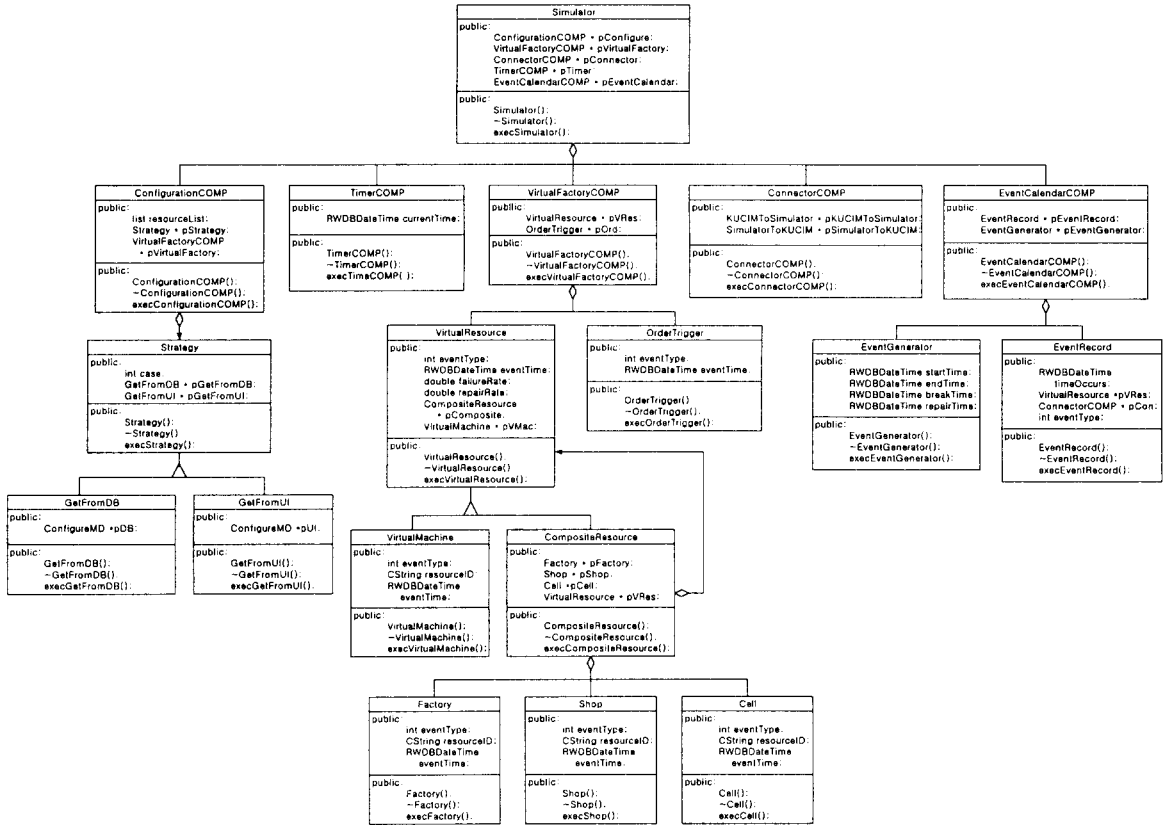 Simulator
public:
ConfigurationCOMP * pConfigure;
VirtualFactoryCOMP * pVirtualFactory;
ConnectorCOMP * pConnector;
TimerCOMP * pTimer
EventCalendarCOMP * pEventCalendar;
public:
Simulator();
~Simulator();
execSimulator();
ConfigurationCOMP
public:
list resourceList;
Strategy * pStrategy;
VirtualFactoryCOMP
* pVirtualFactory;
public:
ConfigurationCOMP();
~ConfigurationCOMP();
execConfigurationCOMP();
TimerCOMP
public:
RWDBDateTime currentTime;
public:
TimerCOMP();
~TimerCOMP();
execTimeCOMP( );
VirtualFactoryCOMP
public:
VirtualResource * pVRes;
OrderTrigger * pOrd;
public:
VirtualFactoryCOMP();
~VirtualFactoryCOMP();
execVirtualFactoryCOMP();
ConnectorCOMP
public:
KUCIMToSimulator * pKUCIMToSimulator;
SimulatorToKUCIM * pSimulatorToKUCIM;
public:
ConnectorCOMP();
~ConnectorCOMP();
execConnectorCOMP();
EventCalendarCOMP
public:
EventRecord * pEventRecord;
EventGenerator * pEventGenerator;
public:
EventCalendarCOMP();
~EventCalendarCOMP();
execEventCalendarCOMP();
Strategy
public:
int case;
GetFromDB * pGetFromDB;
GetFromUI * pGetFromUI;
public:
Strategy();
~Strategy()
execStrategy();
VirtualResource
public:
int eventType;
RWDBDateTime eventTime;
double failureRate;
double repairRate;
CompositeResource
* pComposite;
VirtualMachine * pVMac;
public:
VirtualResource();
~VirtualResource()
execVirtualResource();
OrderTrigger
public:
int eventType;
RWDBDateTime eventTime;
public:
OrderTrigger()
~OrderTrigger();
execOrderTrigger();
EventGenerator
public:
RWDBDateTime startTime;
RWDBDateTime endTime;
RWDBDateTime breakTime;
RWDBDateTime repairTime;
public:
EventGenerator();
~EventGenerator();
execEventGenerator();
EventRecord
public:
RWDBDateTime
timeOccurs;
VirtualResource *pVRes;
ConnectorCOMP * pCon;
int eventType;
public:
EventRecord();
~EventRecord();
execEventRecord();
GetFromDB
public:
ConfigureMD *pDB;
public:
GetFromDB();
~GetFromDB();
execGetFromDB();
GetFromUI
public:
ConfigureMD *pUI;
public:
GetFromUI();
~GetFromUI();
execGetFromUI();
VirtualMachine
public:
int eventType;
CString resourceID;
RWDBDateTime
eventTime;
public:
VirtualMachine();
~VirtualMachine();
execVirtualMachine();
CompositeResource
public:
Factory * pFactory;
Shop * pShop;
Cell *pCell;
VirtualResource * pVRes;
public:
CompositeResource();
~CompositeResource();
execCompositeResource();
Factory
public:
int eventType;
CString resourceID;
RWDBDateTime
eventTime;
public:
Factory();
~Factory();
execFactory();
Shop
public:
int eventType;
CString resourceID;
RWDBDateTime
eventTime;
public:
Shop();
~Shop();
execShop();
Cell
public:
int eventType;
CString resourceID;
RWDBDateTime
eventTime;
public:
Cell();
~Cell();
execCell();